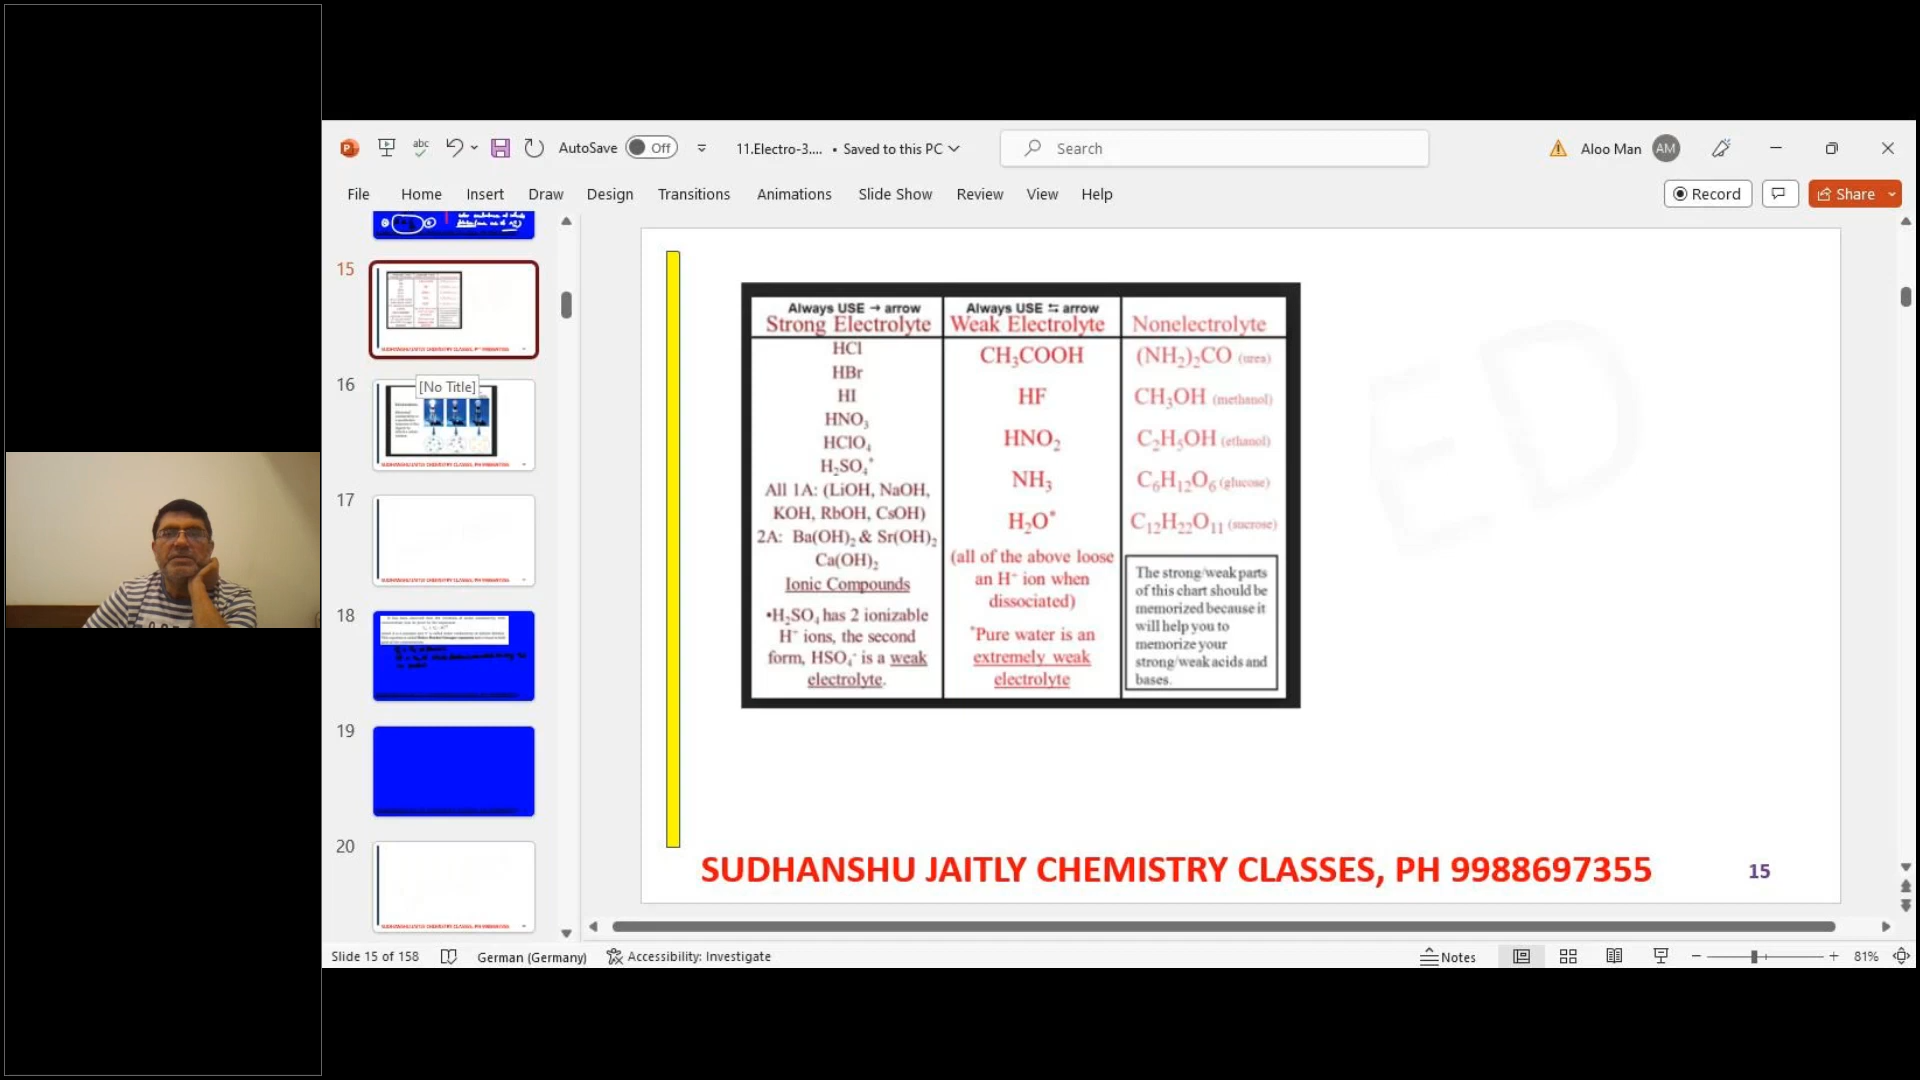 AutoSave Off 11.Electro-3.... • Saved to this PC Search Aloo Man AM
File Home Insert Draw Design Transitions Animations Slide Show Review View Help Record Share
15
[No Title]
16
17
18
19
20
Always USE → arrow
Strong Electrolyte
HCl
HBr
HI
HNO₃
HClO₄
H₂SO₄*
All 1A: (LiOH, NaOH,
KOH, RbOH, CsOH)
2A: Ba(OH)₂ & Sr(OH)₂
Ca(OH)₂
Ionic Compounds
•H₂SO₄ has 2 ionizable
H⁺ ions, the second
form, HSO₄⁻ is a weak
electrolyte.
Always USE ⇆ arrow
Weak Electrolyte
CH₃COOH
HF
HNO₂
NH₃
H₂O*
(all of the above loose
an H⁺ ion when
dissociated)
*Pure water is an
extremely weak
electrolyte
Nonelectrolyte
(NH₂)₂CO (urea)
CH₃OH (methanol)
C₂H₅OH (ethanol)
C₆H₁₂O₆ (glucose)
C₁₂H₂₂O₁₁ (sucrose)
The strong/weak parts
of this chart should be
memorized because it
will help you to
memorize your
strong/weak acids and
bases.
ED
SUDHANSHU JAITLY CHEMISTRY CLASSES, PH 9988697355
15
Slide 15 of 158 German (Germany) Accessibility: Investigate Notes 81%